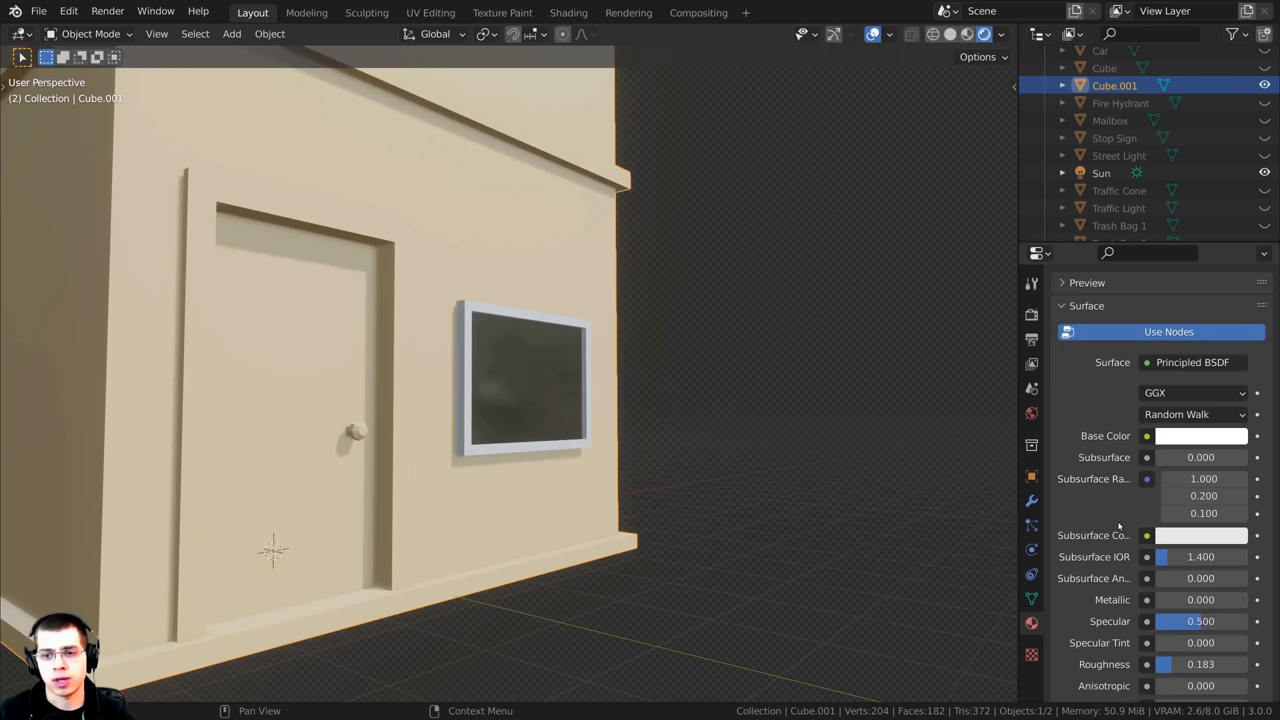 File Edit Render Window Help Layout Modeling Sculpting UV Editing Texture Paint Shading Rendering Compositing + Scene View Layer
Object Mode View Select Add Object Global
Options
User Perspective
(2) Collection | Cube.001
Car
Cube
Cube.001
Fire Hydrant
Mailbox
Stop Sign
Street Light
Sun
Traffic Cone
Traffic Light
Trash Bag 1
Preview
Surface
Use Nodes
Surface Principled BSDF
GGX
Random Walk
Base Color
Subsurface 0.000
Subsurface Ra... 1.000
0.200
0.100
Subsurface Co...
Subsurface IOR 1.400
Subsurface An... 0.000
Metallic 0.000
Specular 0.500
Specular Tint 0.000
Roughness 0.183
Anisotropic 0.000
Pan View Context Menu Collection | Cube.001 | Verts:204 | Faces:182 | Tris:372 | Objects:1/2 | Memory: 50.9 MiB | VRAM: 2.6/8.0 GiB | 3.0.0